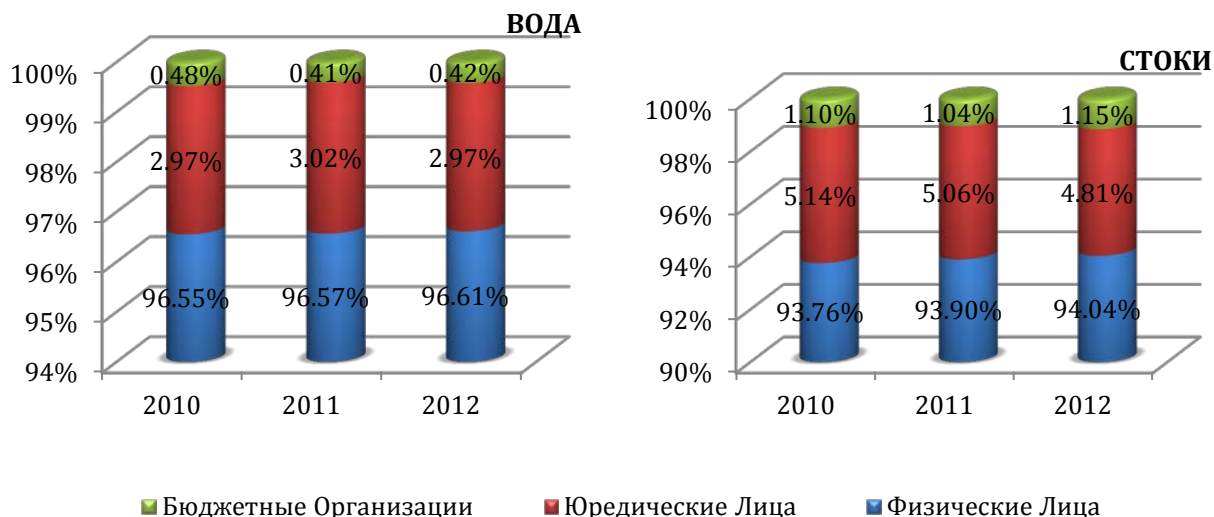 ВОДА
100%
99%
98%
97%
96%
95%
94%
0.48% 0.41% 0.42%
2.97% 3.02% 2.97%
96.55% 96.57% 96.61%
2010 2011 2012
СТОКИ
100%
98%
96%
94%
92%
90%
1.10% 1.04% 1.15%
5.14% 5.06% 4.81%
93.76% 93.90% 94.04%
2010 2011 2012
Бюджетные Организации Юредические Лица Физические Лица